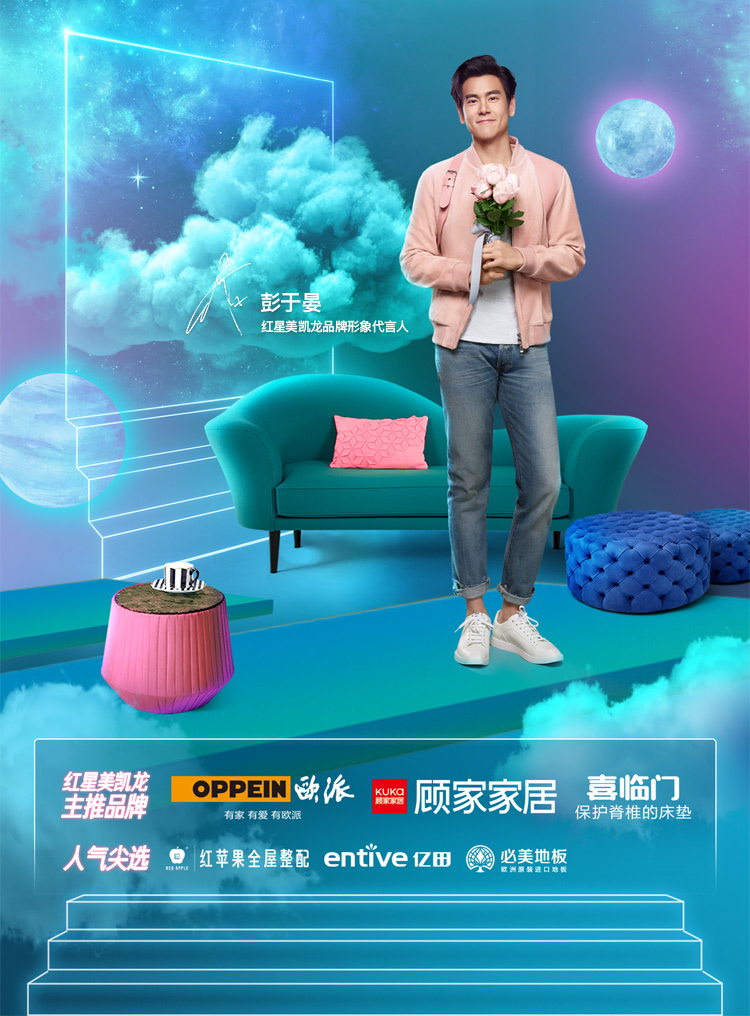 彭于晏
红星美凯龙品牌形象代言人
红星美凯龙
主推品牌
OPPEIN 欧派
有家 有爱 有欧派
KUKA
顾家家居
顾家家居
喜临门
保护脊椎的床垫
人气尖选
RED APPLE
红苹果全屋整配
entive 亿田
必美地板
欧洲原装进口地板